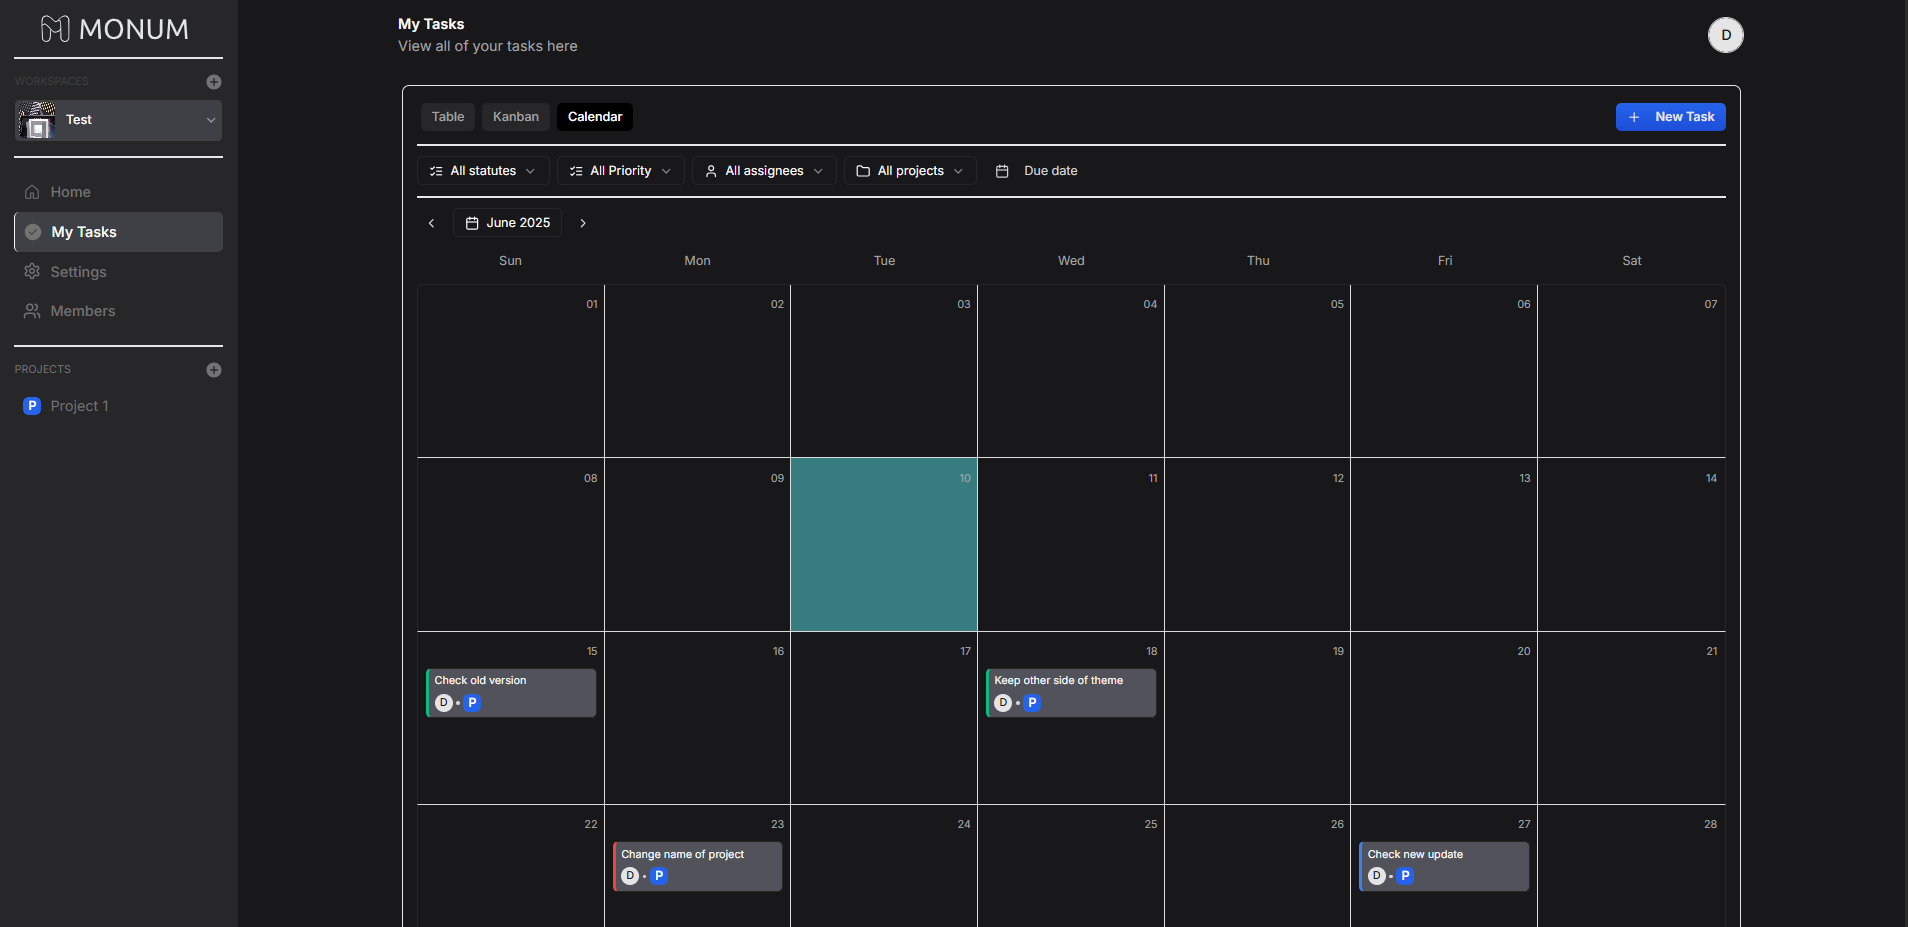 MONUM
WORKSPACES
Test
Home
My Tasks
Settings
Members
PROJECTS
P Project 1
My Tasks
View all of your tasks here
D
Table Kanban Calendar
New Task
All statutes All Priority All assignees All projects Due date
June 2025
Sun Mon Tue Wed Thu Fri Sat
01 02 03 04 05 06 07
08 09 10 11 12 13 14
15 16 17 18 19 20 21
Check old version Keep other side of theme
D • P D • P
22 23 24 25 26 27 28
Change name of project Check new update
D • P D • P